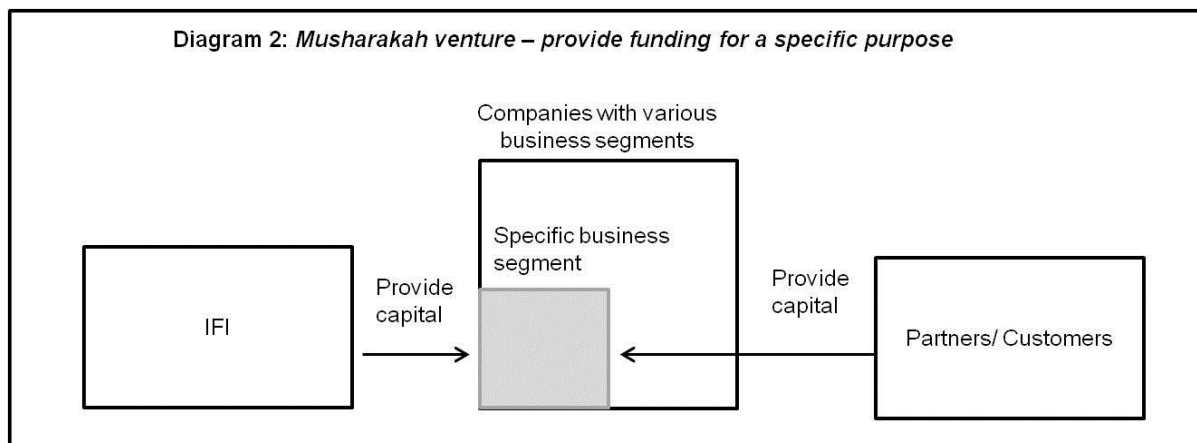 Diagram 2: Musharakah venture – provide funding for a specific purpose
Companies with various
business segments
Specific business
segment
Provide
capital
IFI
Provide
capital
Partners/ Customers